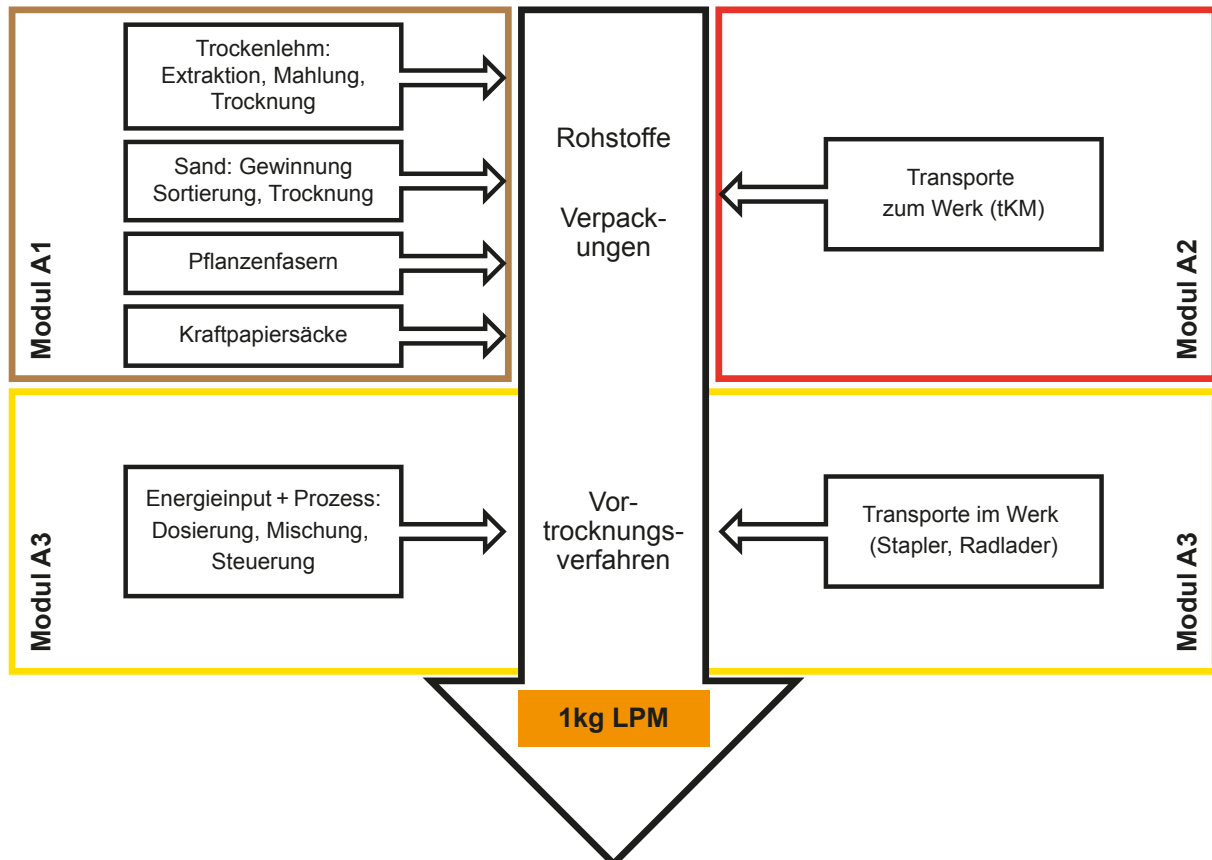 Modul A1
Trockenlehm:
Extraktion, Mahlung,
Trocknung
Sand: Gewinnung
Sortierung, Trocknung
Pflanzenfasern
Kraftpapiersäcke
Rohstoffe
Verpack-
ungen
Transporte
zum Werk (tKM)
Modul A2
Modul A3
Energieinput + Prozess:
Dosierung, Mischung,
Steuerung
Vor-
trocknungs-
verfahren
Transporte im Werk
(Stapler, Radlader)
Modul A3
1kg LPM